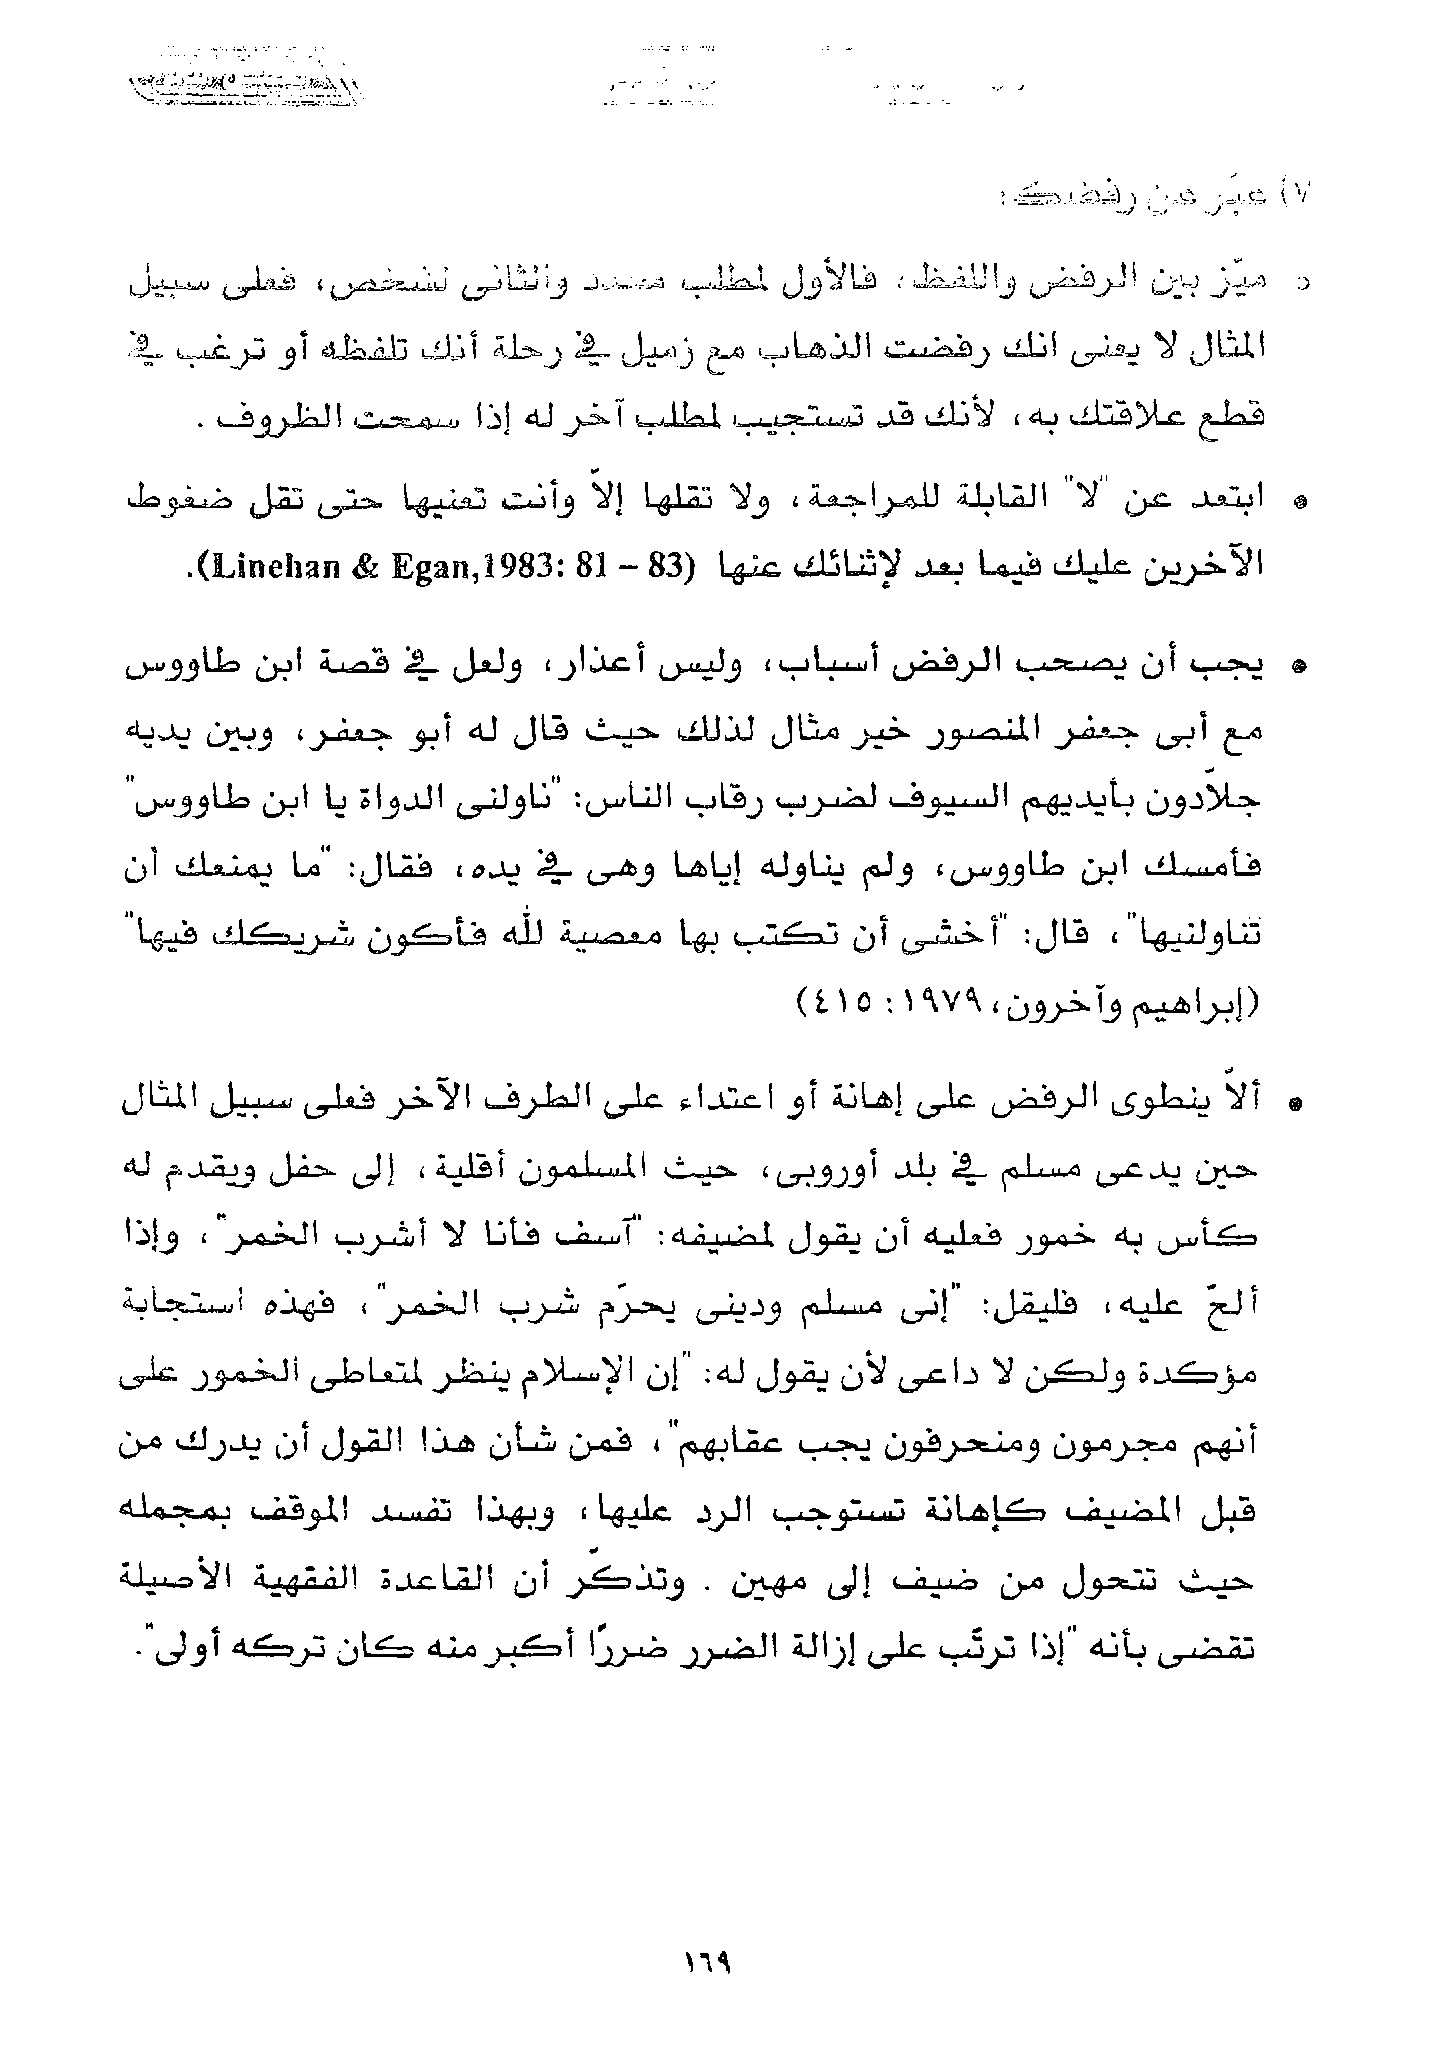 ٧) عبّر عن رفضك:
ميّز بين الرفض واللفظ، فالأول لمطلب محدد والثانى لشخص، فعلى سبيل
المثال لا يعنى انك رفضت الذهاب مع زميل فى رحلة أنك تلفظه أو ترغب فى
قطع علاقتك به، لأنك قد تستجيب لمطلب آخر له إذا سمحت الظروف .
• ابتعد عن "لا" القابلة للمراجعة، ولا تقلها إلاّ وأنت تعنيها حتى تقل ضغوط
الآخرين عليك فيما بعد لإثنائك عنها (Linehan & Egan,1983: 81 – 83).
• يجب أن يصحب الرفض أسباب، وليس أعذار، ولعل فى قصة ابن طاووس
مع أبى جعفر المنصور خير مثال لذلك حيث قال له أبو جعفر، وبين يديه
جلاّدون بأيديهم السيوف لضرب رقاب الناس: "ناولنى الدواة يا ابن طاووس"
فأمسك ابن طاووس، ولم يناوله إياها وهى فى يده، فقال: "ما يمنعك أن
تناولنيها"، قال: "أخشى أن تكتب بها معصية لله فأكون شريكك فيها"
(إبراهيم وآخرون، ١٩٧٩: ٤١٥)
• ألاّ ينطوى الرفض على إهانة أو اعتداء على الطرف الآخر فعلى سبيل المثال
حين يدعى مسلم فى بلد أوروبى، حيث المسلمون أقلية، إلى حفل ويقدم له
كأس به خمور فعليه أن يقول لمضيفه: "آسف فأنا لا أشرب الخمر"، وإذا
ألحّ عليه، فليقل: "إنى مسلم ودينى يحرّم شرب الخمر"، فهذه استجابة
مؤكدة ولكن لا داعى لأن يقول له: "إن الإسلام ينظر لمتعاطى الخمور على
أنهم مجرمون ومنحرفون يجب عقابهم"، فمن شأن هذا القول أن يدرك من
قبل المضيف كإهانة تستوجب الرد عليها، وبهذا تفسد الموقف بمجمله
حيث تتحول من ضيف إلى مهين . وتذكّر أن القاعدة الفقهية الأصيلة
تقضى بأنه "إذا ترتّب على إزالة الضرر ضررًا أكبر منه كان تركه أولى".
١٦٩